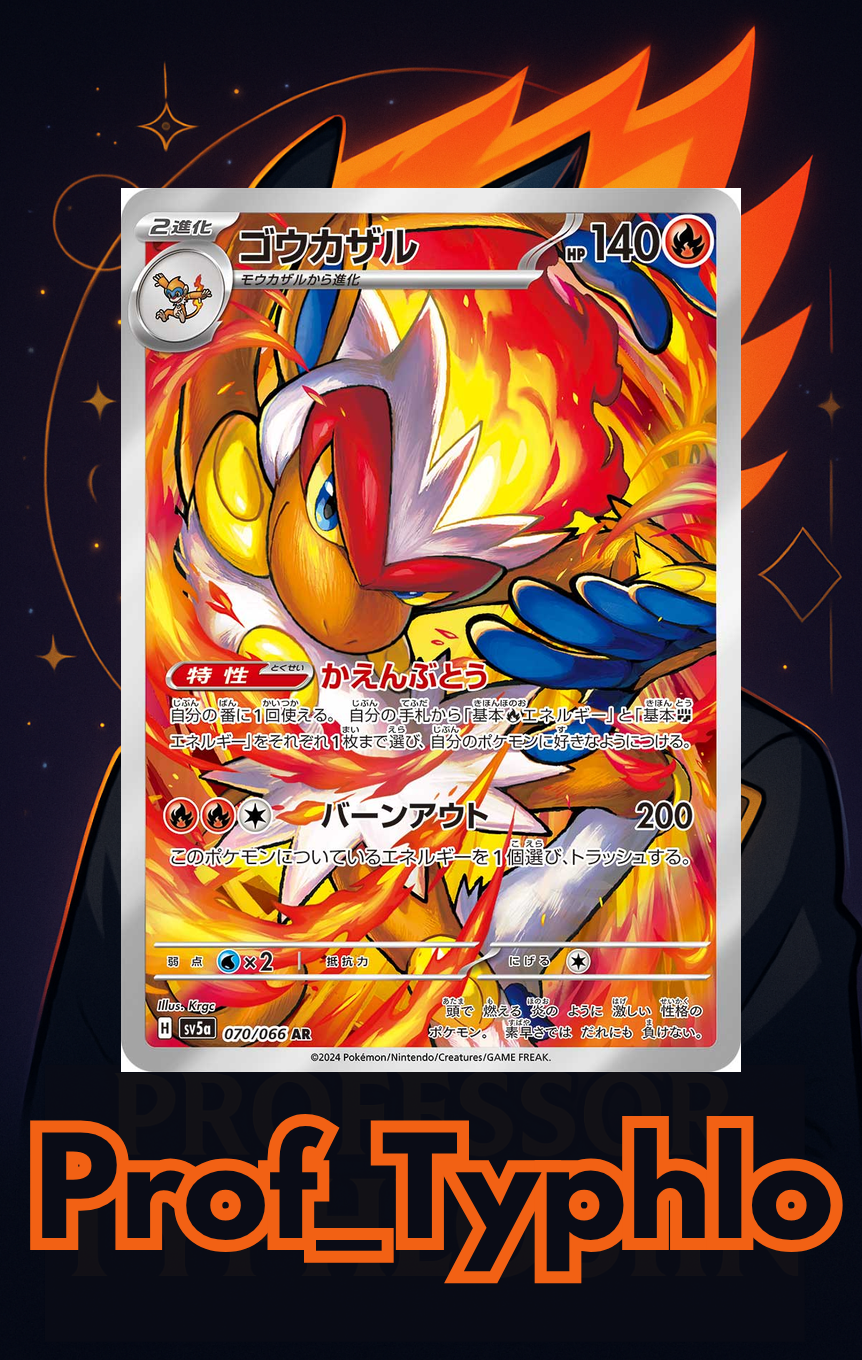 2進化
ゴウカザル
HP 140
モウカザルから進化
特性 とくせい かえんぶとう
自分の番に1回使える。自分の手札から「基本炎エネルギー」と「基本闘
エネルギー」をそれぞれ1枚まで選び、自分のポケモンに好きなようにつける。
バーンアウト 200
このポケモンについているエネルギーを1個選び、トラッシュする。
弱点 ×2 抵抗力 にげる
Illus. Krgc
頭で 燃える 炎の ように 激しい 性格の
ポケモン。 素早さでは だれにも 負けない。
H sv5a 070/066 AR
©2024 Pokémon/Nintendo/Creatures/GAME FREAK.
PROFESSOR
Prof_Typhlo